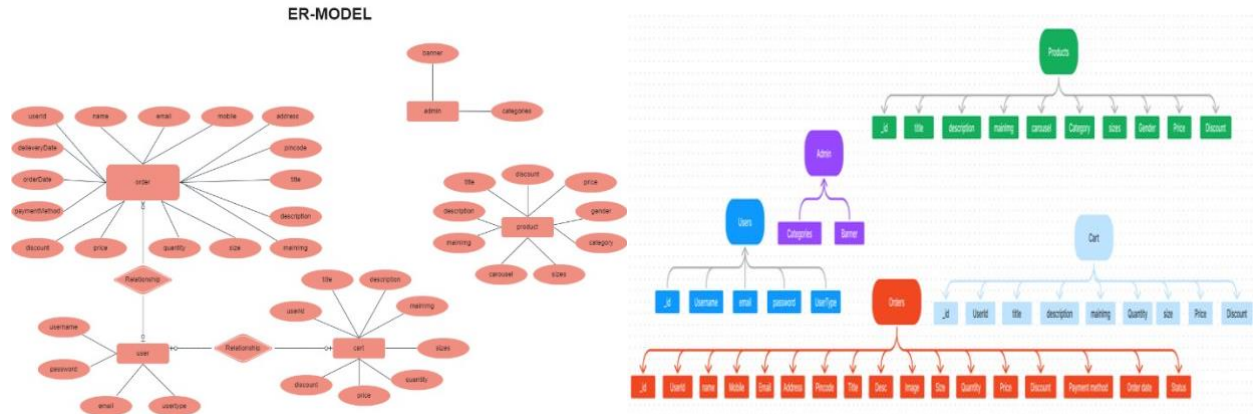 ER-MODEL
banner
admin
categories
userId
name
email
mobile
address
delieveryDate
pincode
order
orderDate
title
paymentMethod
description
discount
price
quantity
size
mainImg
Relationship
title
discount
price
description
gender
product
mainImg
category
carousel
sizes
title
description
userId
mainImg
username
user
Relationship
cart
sizes
password
discount
quantity
price
email
usertype
Products
_id
title
description
mainImg
carousel
Category
sizes
Gender
Price
Discount
Admin
Categories
Banner
Users
_id
Username
email
password
UserType
Cart
_id
UserId
title
description
mainImg
Quantity
size
Price
Discount
Orders
_id
UserId
name
Mobile
Email
Address
Pincode
Title
Desc
Image
Size
Quantity
Price
Discount
Payment method
Order date
Status